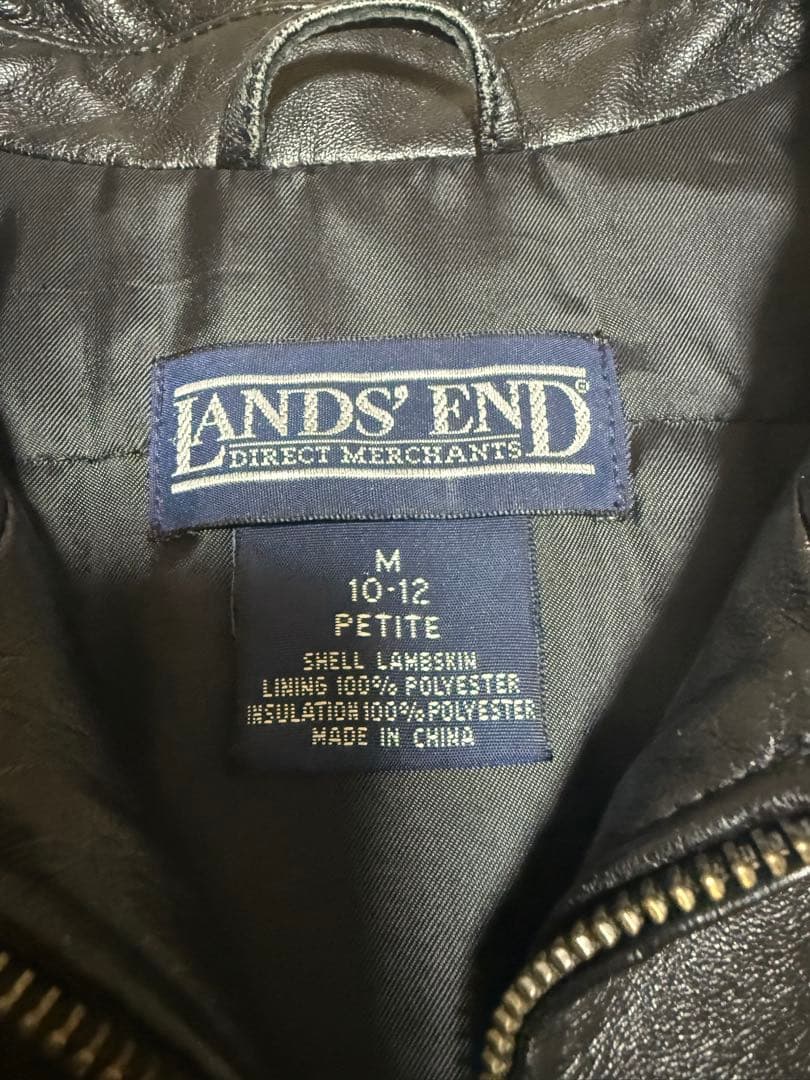 LANDS' END®
DIRECT MERCHANTS
M
10-12
PETITE
SHELL LAMBSKIN
LINING 100% POLYESTER
INSULATION 100% POLYESTER
MADE IN CHINA